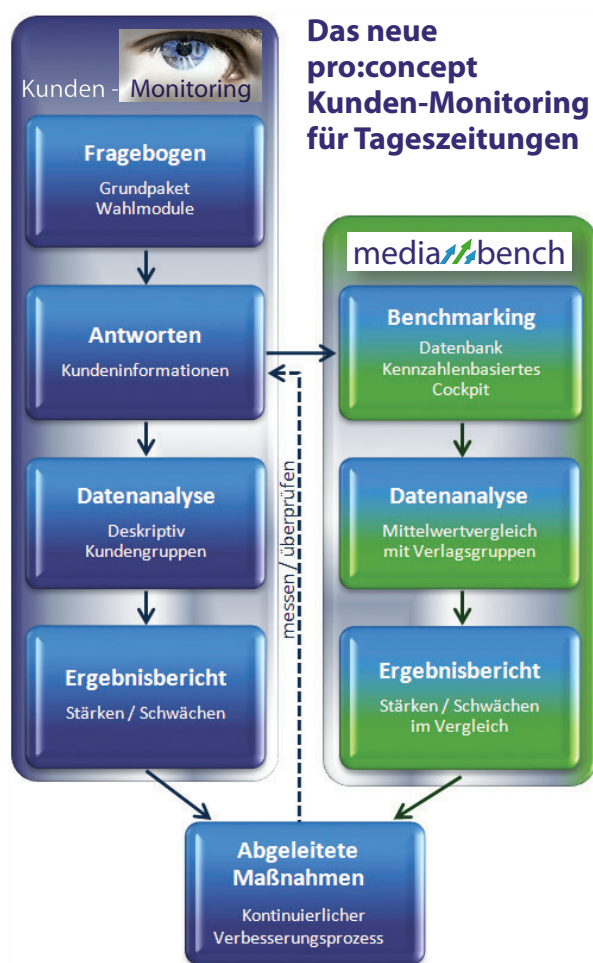 Das neue
pro:concept
Kunden-Monitoring
für Tageszeitungen
Kunden - Monitoring
Fragebogen
Grundpaket
Wahlmodule
Antworten
Kundeninformationen
Datenanalyse
Deskriptiv
Kundengruppen
Ergebnisbericht
Stärken / Schwächen
messen / überprüfen
media bench
Benchmarking
Datenbank
Kennzahlenbasiertes
Cockpit
Datenanalyse
Mittelwertvergleich
mit Verlagsgruppen
Ergebnisbericht
Stärken / Schwächen
im Vergleich
Abgeleitete
Maßnahmen
Kontinuierlicher
Verbesserungsprozess